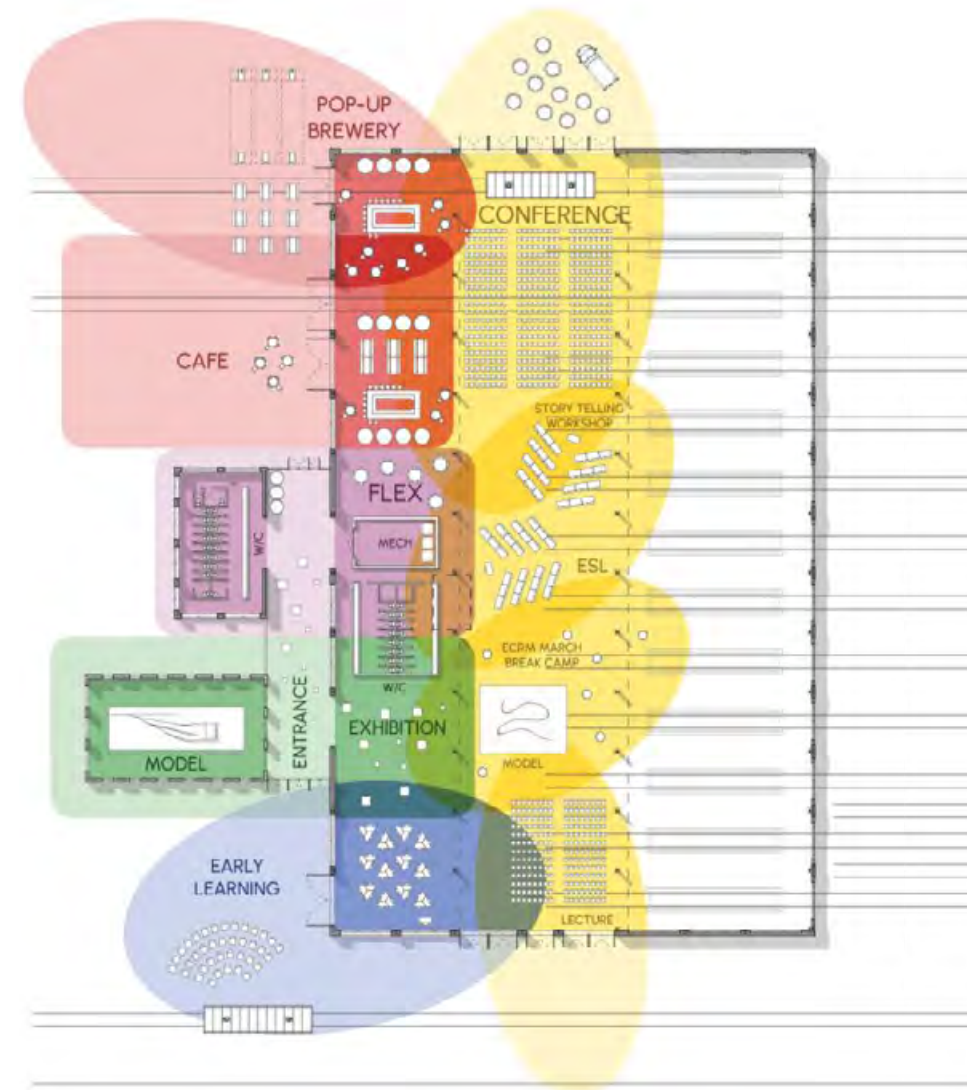 POP-UP
BREWERY
CONFERENCE
CAFE
STORY TELLING
WORKSHOP
FLEX
W/C
MECH
ESL
ECRM MARCH
BREAK CAMP
W/C
ENTRANCE
EXHIBITION
MODEL
MODEL
EARLY
LEARNING
LECTURE